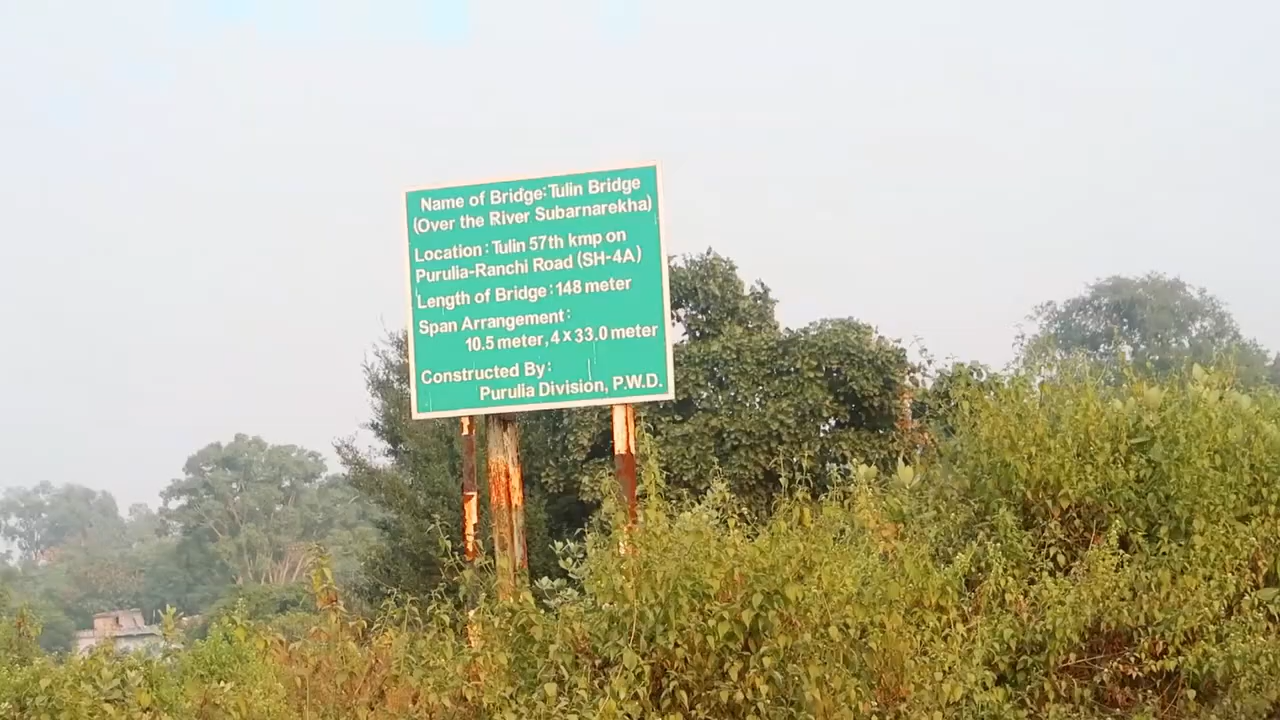 Name of Bridge:Tulin Bridge
(Over the River Subarnarekha)
Location:Tulin 57th kmp on
Purulia-Ranchi Road (SH-4A)
Length of Bridge:148 meter
Span Arrangement:
10.5 meter, 4 x 33.0 meter
Constructed By:
Purulia Division, P.W.D.